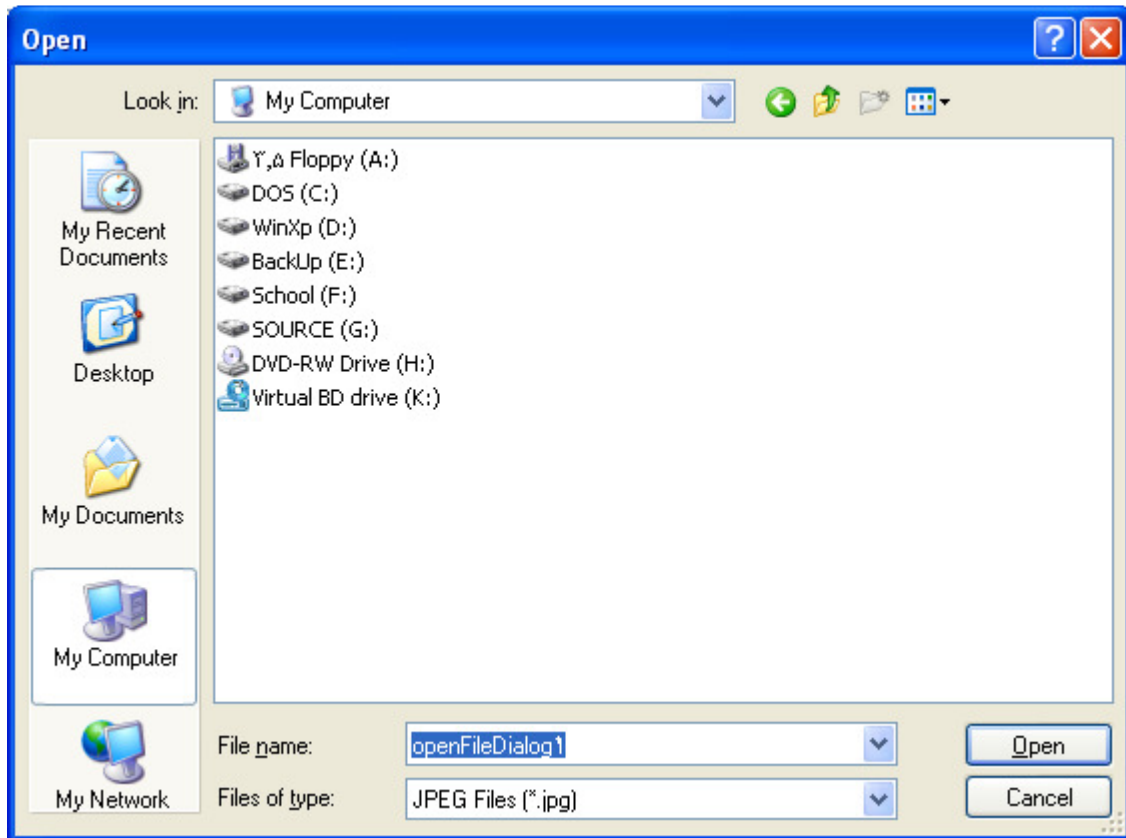 Open
Look in: My Computer
My Recent
Documents
Desktop
My Documents
My Computer
My Network
۳,۵ Floppy (A:)
DOS (C:)
WinXp (D:)
BackUp (E:)
School (F:)
SOURCE (G:)
DVD-RW Drive (H:)
Virtual BD drive (K:)
File name: openFileDialog۱ Open
Files of type: JPEG Files (*.jpg) Cancel